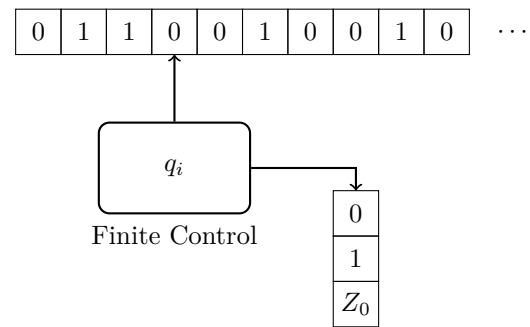 0 1 1 0 0 1 0 0 1 0 ⋯
q_i
Finite Control
0
1
Z_0